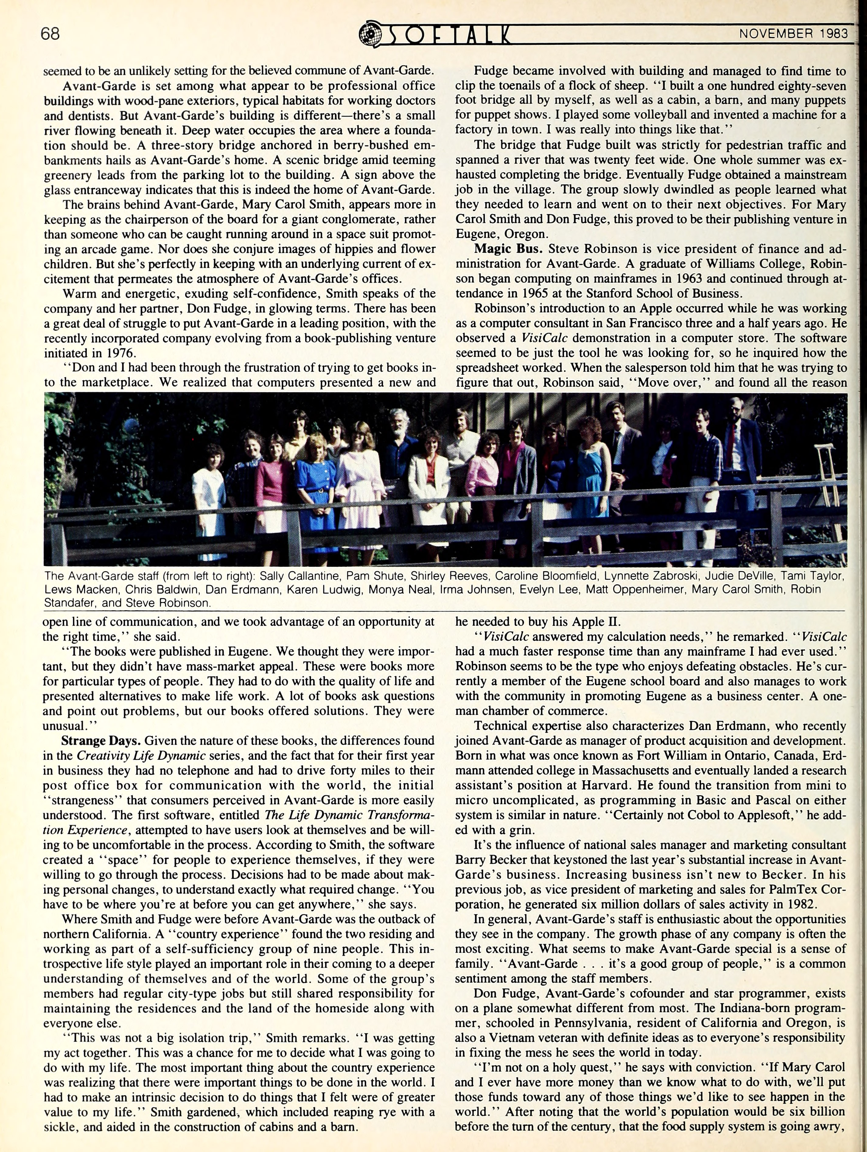 68
SOFTALK
NOVEMBER 1983
seemed to be an unlikely setting for the believed commune of Avant-Garde.
Avant-Garde is set among what appear to be professional office
buildings with wood-pane exteriors, typical habitats for working doctors
and dentists. But Avant-Garde's building is different—there's a small
river flowing beneath it. Deep water occupies the area where a founda-
tion should be. A three-story bridge anchored in berry-bushed em-
bankments hails as Avant-Garde's home. A scenic bridge amid teeming
greenery leads from the parking lot to the building. A sign above the
glass entranceway indicates that this is indeed the home of Avant-Garde.
The brains behind Avant-Garde, Mary Carol Smith, appears more in
keeping as the chairperson of the board for a giant conglomerate, rather
than someone who can be caught running around in a space suit promot-
ing an arcade game. Nor does she conjure images of hippies and flower
children. But she's perfectly in keeping with an underlying current of ex-
citement that permeates the atmosphere of Avant-Garde's offices.
Warm and energetic, exuding self-confidence, Smith speaks of the
company and her partner, Don Fudge, in glowing terms. There has been
a great deal of struggle to put Avant-Garde in a leading position, with the
recently incorporated company evolving from a book-publishing venture
initiated in 1976.
"Don and I had been through the frustration of trying to get books in-
to the marketplace. We realized that computers presented a new and
Fudge became involved with building and managed to find time to
clip the toenails of a flock of sheep. "I built a one hundred eighty-seven
foot bridge all by myself, as well as a cabin, a barn, and many puppets
for puppet shows. I played some volleyball and invented a machine for a
factory in town. I was really into things like that."
The bridge that Fudge built was strictly for pedestrian traffic and
spanned a river that was twenty feet wide. One whole summer was ex-
hausted completing the bridge. Eventually Fudge obtained a mainstream
job in the village. The group slowly dwindled as people learned what
they needed to learn and went on to their next objectives. For Mary
Carol Smith and Don Fudge, this proved to be their publishing venture in
Eugene, Oregon.
Magic Bus. Steve Robinson is vice president of finance and ad-
ministration for Avant-Garde. A graduate of Williams College, Robin-
son began computing on mainframes in 1963 and continued through at-
tendance in 1965 at the Stanford School of Business.
Robinson's introduction to an Apple occurred while he was working
as a computer consultant in San Francisco three and a half years ago. He
observed a VisiCalc demonstration in a computer store. The software
seemed to be just the tool he was looking for, so he inquired how the
spreadsheet worked. When the salesperson told him that he was trying to
figure that out, Robinson said, "Move over," and found all the reason
The Avant-Garde staff (from left to right): Sally Callantine, Pam Shute, Shirley Reeves, Caroline Bloomfield, Lynnette Zabroski, Judie DeVille, Tami Taylor,
Lews Macken, Chris Baldwin, Dan Erdmann, Karen Ludwig, Monya Neal, Irma Johnsen, Evelyn Lee, Matt Oppenheimer, Mary Carol Smith, Robin
Standafer, and Steve Robinson.
open line of communication, and we took advantage of an opportunity at
the right time," she said.
"The books were published in Eugene. We thought they were impor-
tant, but they didn't have mass-market appeal. These were books more
for particular types of people. They had to do with the quality of life and
presented alternatives to make life work. A lot of books ask questions
and point out problems, but our books offered solutions. They were
unusual."
Strange Days. Given the nature of these books, the differences found
in the Creativity Life Dynamic series, and the fact that for their first year
in business they had no telephone and had to drive forty miles to their
post office box for communication with the world, the initial
"strangeness" that consumers perceived in Avant-Garde is more easily
understood. The first software, entitled The Life Dynamic Transforma-
tion Experience, attempted to have users look at themselves and be will-
ing to be uncomfortable in the process. According to Smith, the software
created a "space" for people to experience themselves, if they were
willing to go through the process. Decisions had to be made about mak-
ing personal changes, to understand exactly what required change. "You
have to be where you're at before you can get anywhere," she says.
Where Smith and Fudge were before Avant-Garde was the outback of
northern California. A "country experience" found the two residing and
working as part of a self-sufficiency group of nine people. This in-
trospective life style played an important role in their coming to a deeper
understanding of themselves and of the world. Some of the group's
members had regular city-type jobs but still shared responsibility for
maintaining the residences and the land of the homeside along with
everyone else.
"This was not a big isolation trip," Smith remarks. "I was getting
my act together. This was a chance for me to decide what I was going to
do with my life. The most important thing about the country experience
was realizing that there were important things to be done in the world. I
had to make an intrinsic decision to do things that I felt were of greater
value to my life." Smith gardened, which included reaping rye with a
sickle, and aided in the construction of cabins and a barn.
he needed to buy his Apple II.
"VisiCalc answered my calculation needs," he remarked. "VisiCalc
had a much faster response time than any mainframe I had ever used."
Robinson seems to be the type who enjoys defeating obstacles. He's cur-
rently a member of the Eugene school board and also manages to work
with the community in promoting Eugene as a business center. A one-
man chamber of commerce.
Technical expertise also characterizes Dan Erdmann, who recently
joined Avant-Garde as manager of product acquisition and development.
Born in what was once known as Fort William in Ontario, Canada, Erd-
mann attended college in Massachusetts and eventually landed a research
assistant's position at Harvard. He found the transition from mini to
micro uncomplicated, as programming in Basic and Pascal on either
system is similar in nature. "Certainly not Cobol to Applesoft," he add-
ed with a grin.
It's the influence of national sales manager and marketing consultant
Barry Becker that keystoned the last year's substantial increase in Avant-
Garde's business. Increasing business isn't new to Becker. In his
previous job, as vice president of marketing and sales for PalmTex Cor-
poration, he generated six million dollars of sales activity in 1982.
In general, Avant-Garde's staff is enthusiastic about the opportunities
they see in the company. The growth phase of any company is often the
most exciting. What seems to make Avant-Garde special is a sense of
family. "Avant-Garde . . . it's a good group of people," is a common
sentiment among the staff members.
Don Fudge, Avant-Garde's cofounder and star programmer, exists
on a plane somewhat different from most. The Indiana-born program-
mer, schooled in Pennsylvania, resident of California and Oregon, is
also a Vietnam veteran with definite ideas as to everyone's responsibility
in fixing the mess he sees the world in today.
"I'm not on a holy quest," he says with conviction. "If Mary Carol
and I ever have more money than we know what to do with, we'll put
those funds toward any of those things we'd like to see happen in the
world." After noting that the world's population would be six billion
before the turn of the century, that the food supply system is going awry,